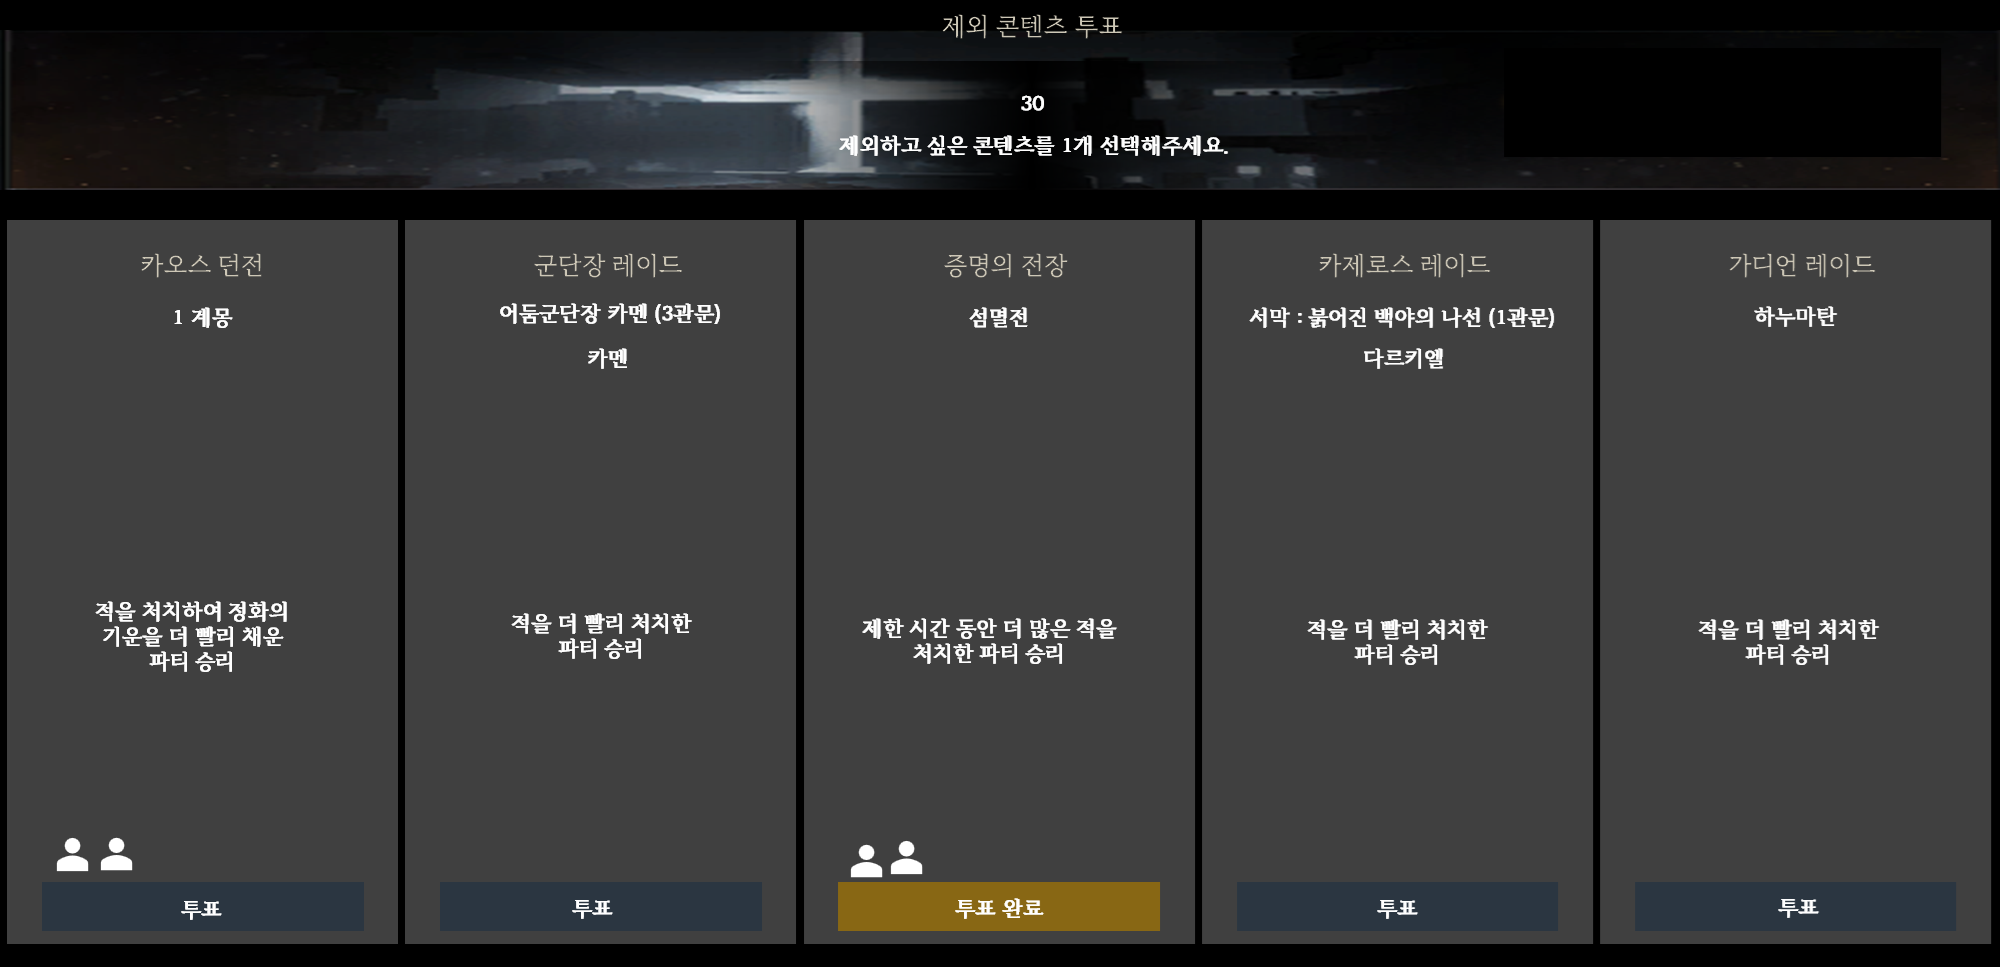 제외 콘텐츠 투표
30
제외하고 싶은 콘텐츠를 1개 선택해주세요.
카오스 던전
1 계몽
적을 처치하여 정화의
기운을 더 빨리 채운
파티 승리
투표
군단장 레이드
어둠군단장 카멘 (3관문)
카멘
적을 더 빨리 처치한
파티 승리
투표
증명의 전장
섬멸전
제한 시간 동안 더 많은 적을
처치한 파티 승리
투표 완료
카제로스 레이드
서막 : 붉어진 백야의 나선 (1관문)
다르키엘
적을 더 빨리 처치한
파티 승리
투표
가디언 레이드
하누마탄
적을 더 빨리 처치한
파티 승리
투표